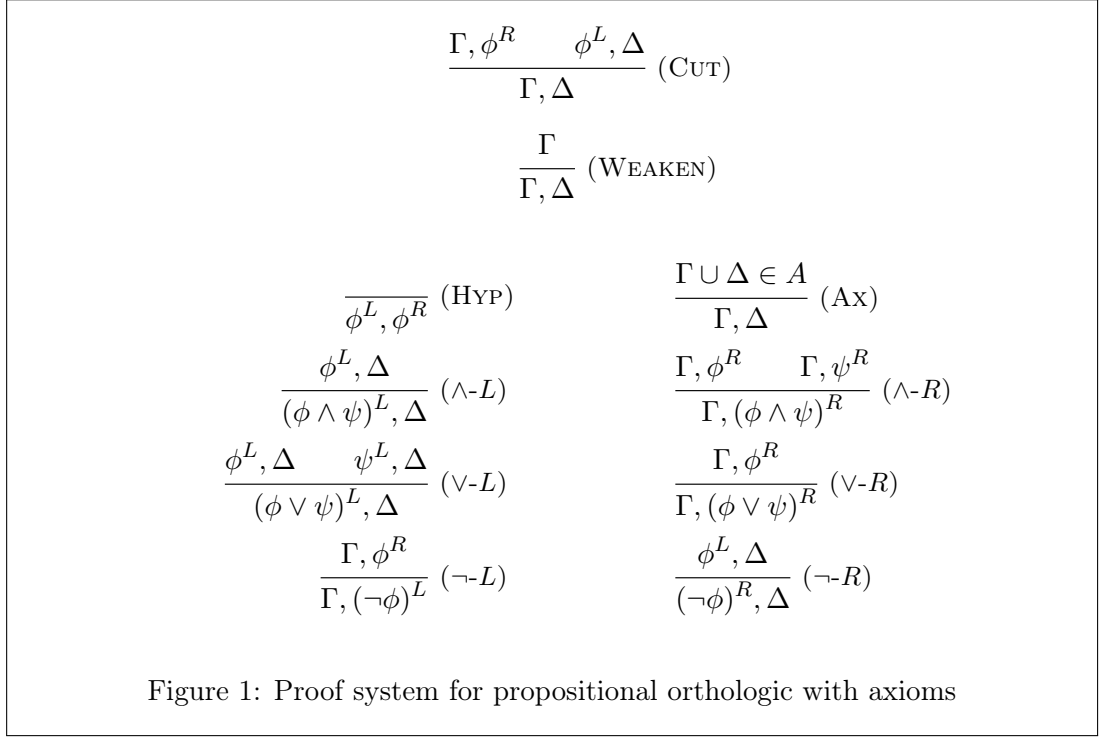 Γ, φ^R    φ^L, Δ
Γ, Δ (CUT)
Γ
Γ, Δ (WEAKEN)
φ^L, φ^R (HYP)    Γ ∪ Δ ∈ A
Γ, Δ (AX)
φ^L, Δ
(φ ∧ ψ)^L, Δ (∧-L)    Γ, φ^R    Γ, ψ^R
Γ, (φ ∧ ψ)^R (∧-R)
φ^L, Δ    ψ^L, Δ
(φ ∨ ψ)^L, Δ (∨-L)    Γ, φ^R
Γ, (φ ∨ ψ)^R (∨-R)
Γ, φ^R
Γ, (¬φ)^L (¬-L)    φ^L, Δ
(¬φ)^R, Δ (¬-R)
Figure 1: Proof system for propositional orthologic with axioms